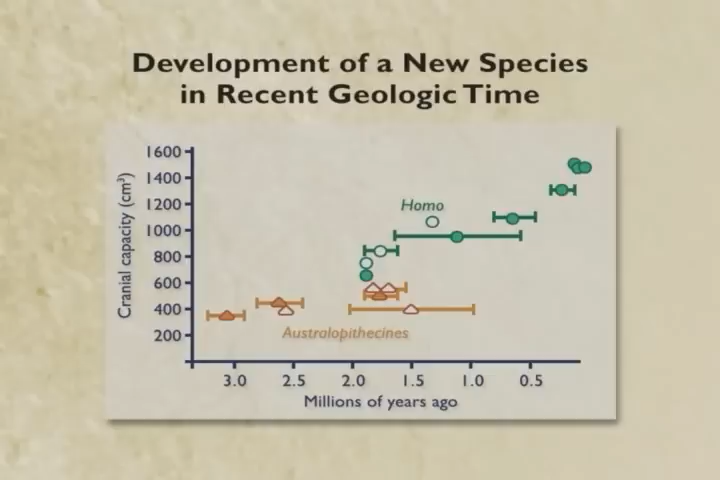 Development of a New Species
in Recent Geologic Time
1600
1400
1200
1000
800
600
400
200
Cranial capacity (cm³)
Homo
Australopithecines
3.0 2.5 2.0 1.5 1.0 0.5
Millions of years ago